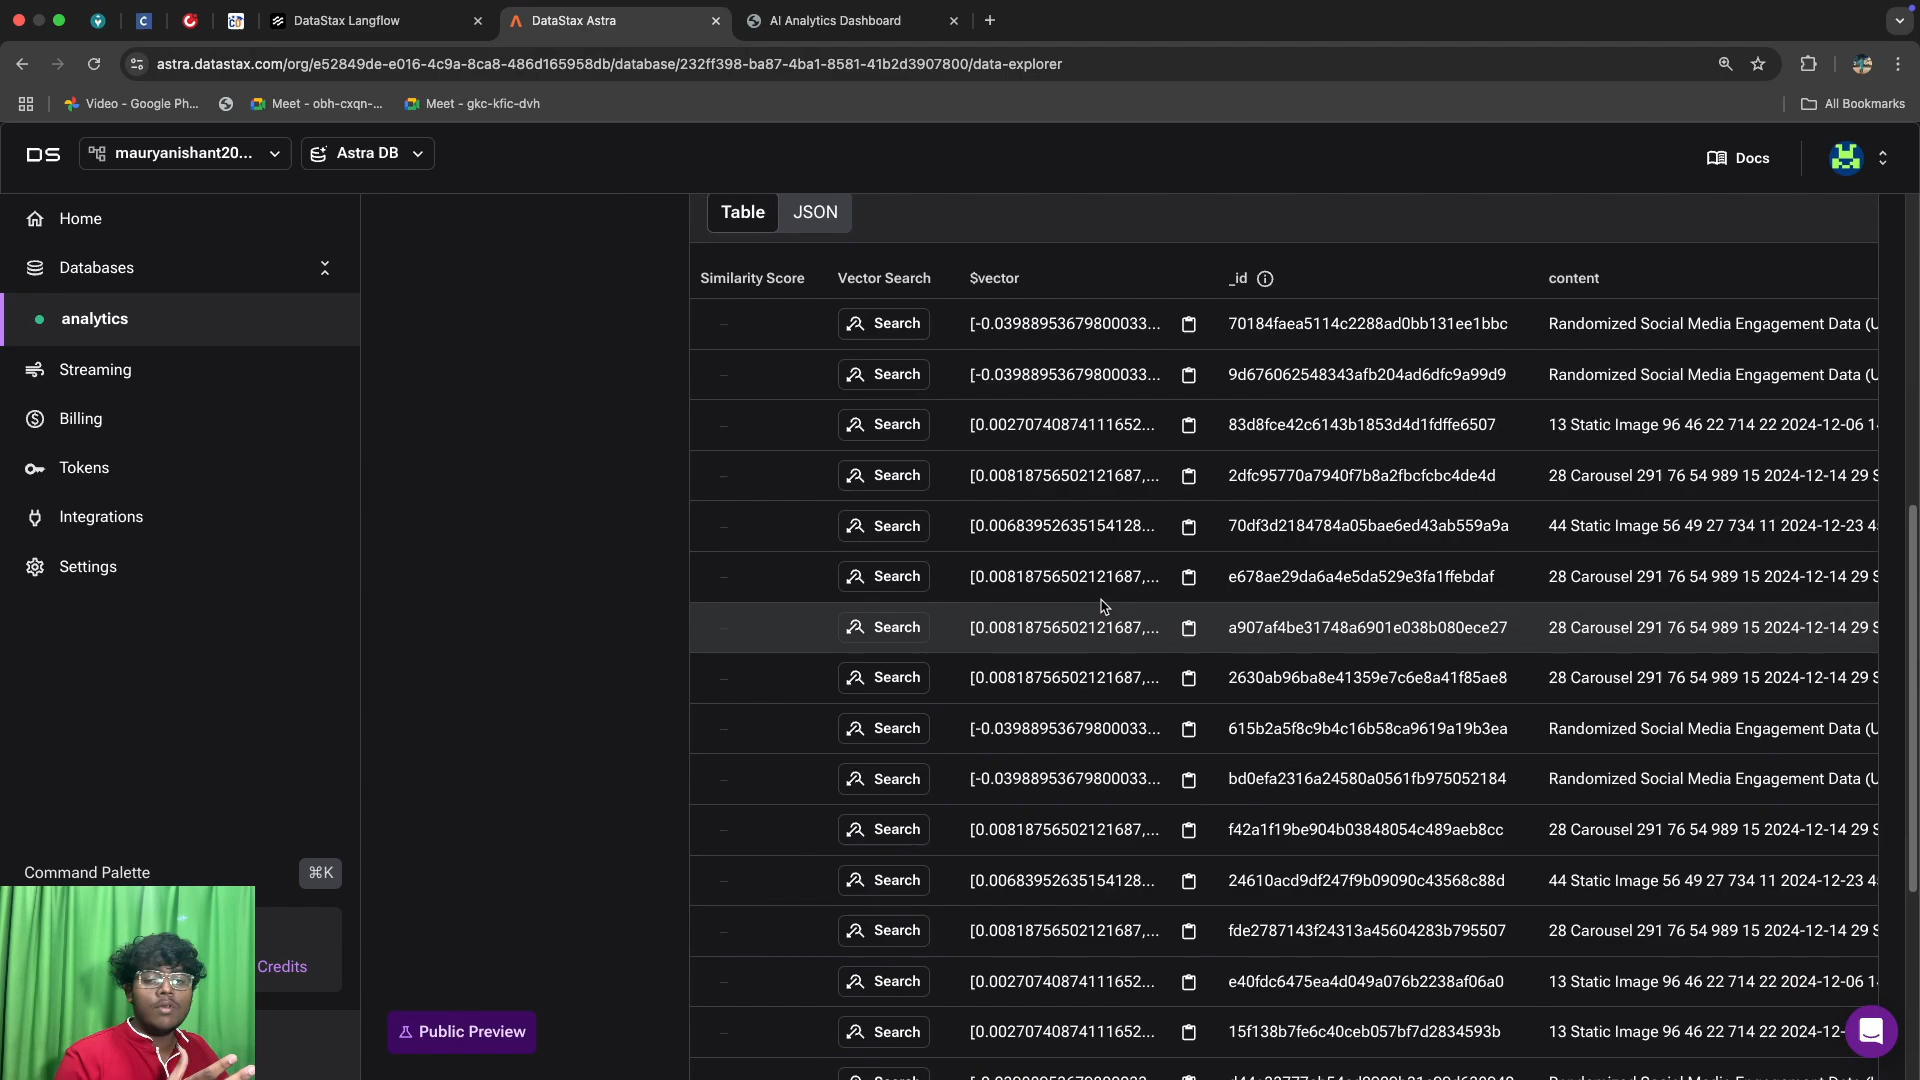 DataStax Langflow
DataStax Astra
AI Analytics Dashboard
astra.datastax.com/org/e52849de-e016-4c9a-8ca8-486d165958db/database/232ff398-ba87-4ba1-8581-41b2d3907800/data-explorer
Video - Google Ph...
Meet - obh-cxqn-...
Meet - gkc-kfic-dvh
All Bookmarks
DS
mauryanishant20...
Astra DB
Docs
Home
Databases
analytics
Streaming
Billing
Tokens
Integrations
Settings
Command Palette
⌘K
Credits
Public Preview
Table JSON
Similarity Score Vector Search $vector _id content
– Search [-0.03988953679800033... 70184faea5114c2288ad0bb131ee1bbc Randomized Social Media Engagement Data (U
– Search [-0.03988953679800033... 9d676062548343afb204ad6dfc9a99d9 Randomized Social Media Engagement Data (U
– Search [0.00270740874111652... 83d8fce42c6143b1853d4d1fdffe6507 13 Static Image 96 46 22 714 22 2024-12-06 1
– Search [0.00818756502121687,... 2dfc95770a7940f7b8a2fbcfcbc4de4d 28 Carousel 291 76 54 989 15 2024-12-14 29 S
– Search [0.00683952635154128... 70df3d2184784a05bae6ed43ab559a9a 44 Static Image 56 49 27 734 11 2024-12-23 4
– Search [0.00818756502121687,... e678ae29da6a4e5da529e3fa1ffebdaf 28 Carousel 291 76 54 989 15 2024-12-14 29 S
– Search [0.00818756502121687,... a907af4be31748a6901e038b080ece27 28 Carousel 291 76 54 989 15 2024-12-14 29 S
– Search [0.00818756502121687,... 2630ab96ba8e41359e7c6e8a41f85ae8 28 Carousel 291 76 54 989 15 2024-12-14 29 S
– Search [-0.03988953679800033... 615b2a5f8c9b4c16b58ca9619a19b3ea Randomized Social Media Engagement Data (U
– Search [-0.03988953679800033... bd0efa2316a24580a0561fb975052184 Randomized Social Media Engagement Data (U
– Search [0.00818756502121687,... f42a1f19be904b03848054c489aeb8cc 28 Carousel 291 76 54 989 15 2024-12-14 29 S
– Search [0.00683952635154128... 24610acd9df247f9b09090c43568c88d 44 Static Image 56 49 27 734 11 2024-12-23 4
– Search [0.00818756502121687,... fde2787143f24313a45604283b795507 28 Carousel 291 76 54 989 15 2024-12-14 29 S
– Search [0.00270740874111652... e40fdc6475ea4d049a076b2238af06a0 13 Static Image 96 46 22 714 22 2024-12-06 1
– Search [0.00270740874111652... 15f138b7fe6c40ceb057bf7d2834593b 13 Static Image 96 46 22 714 22 2024-12-